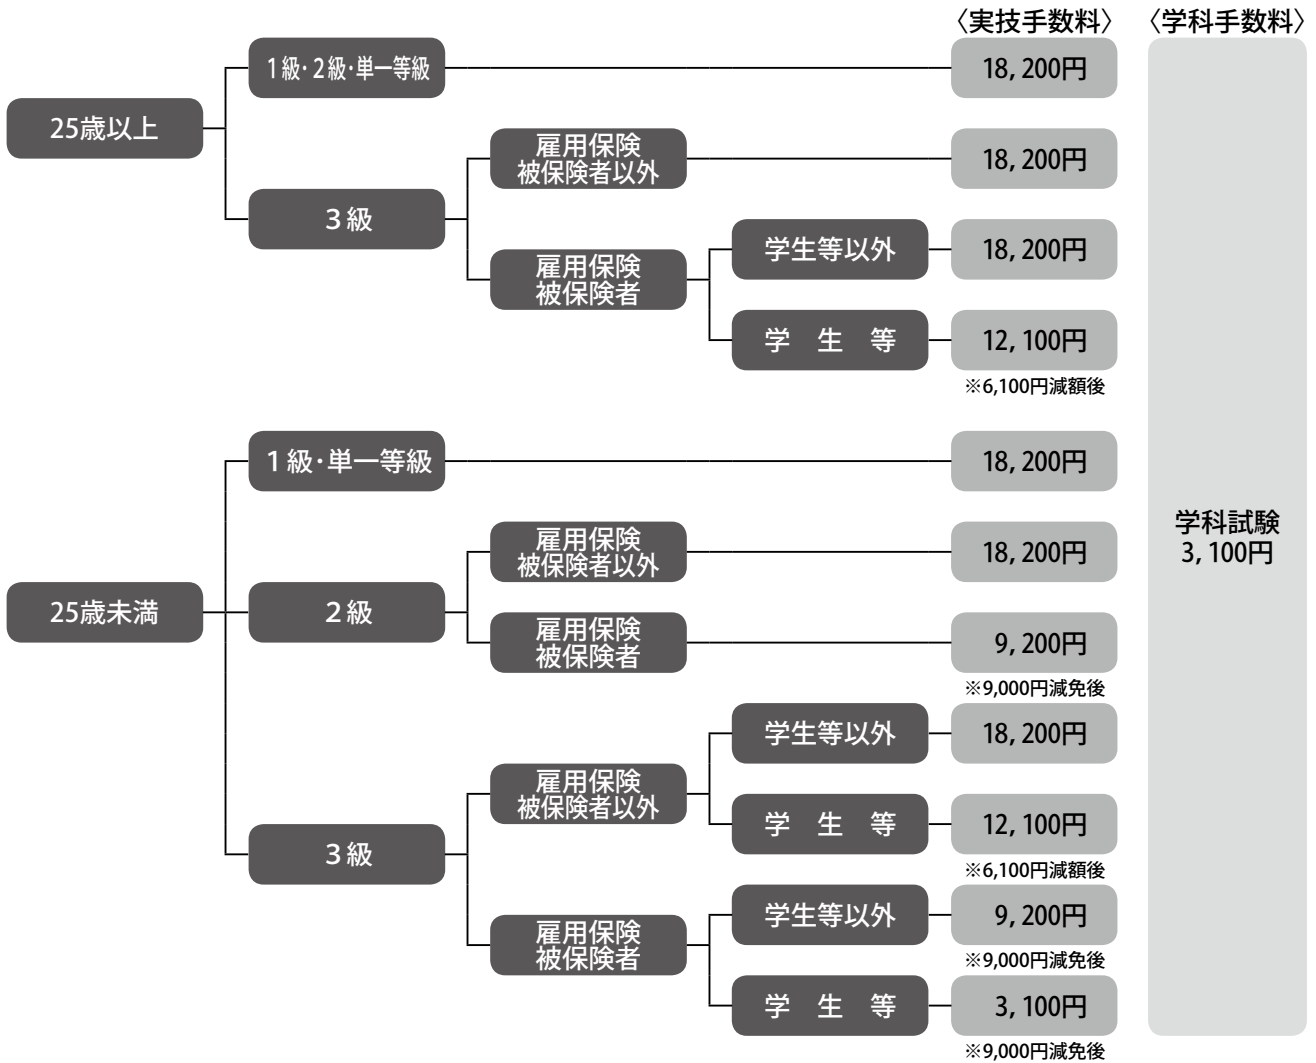 〈実技手数料〉 〈学科手数料〉
25歳以上
1級・2級・単一等級
18,200円
3級
雇用保険
被保険者以外
18,200円
雇用保険
被保険者
学生等以外
18,200円
学 生 等
12,100円
※6,100円減額後
25歳未満
1級・単一等級
18,200円
2級
雇用保険
被保険者以外
18,200円
雇用保険
被保険者
9,200円
※9,000円減免後
3級
雇用保険
被保険者以外
学生等以外
18,200円
学 生 等
12,100円
※6,100円減額後
雇用保険
被保険者
学生等以外
9,200円
※9,000円減免後
学 生 等
3,100円
※9,000円減免後
学科試験
3,100円